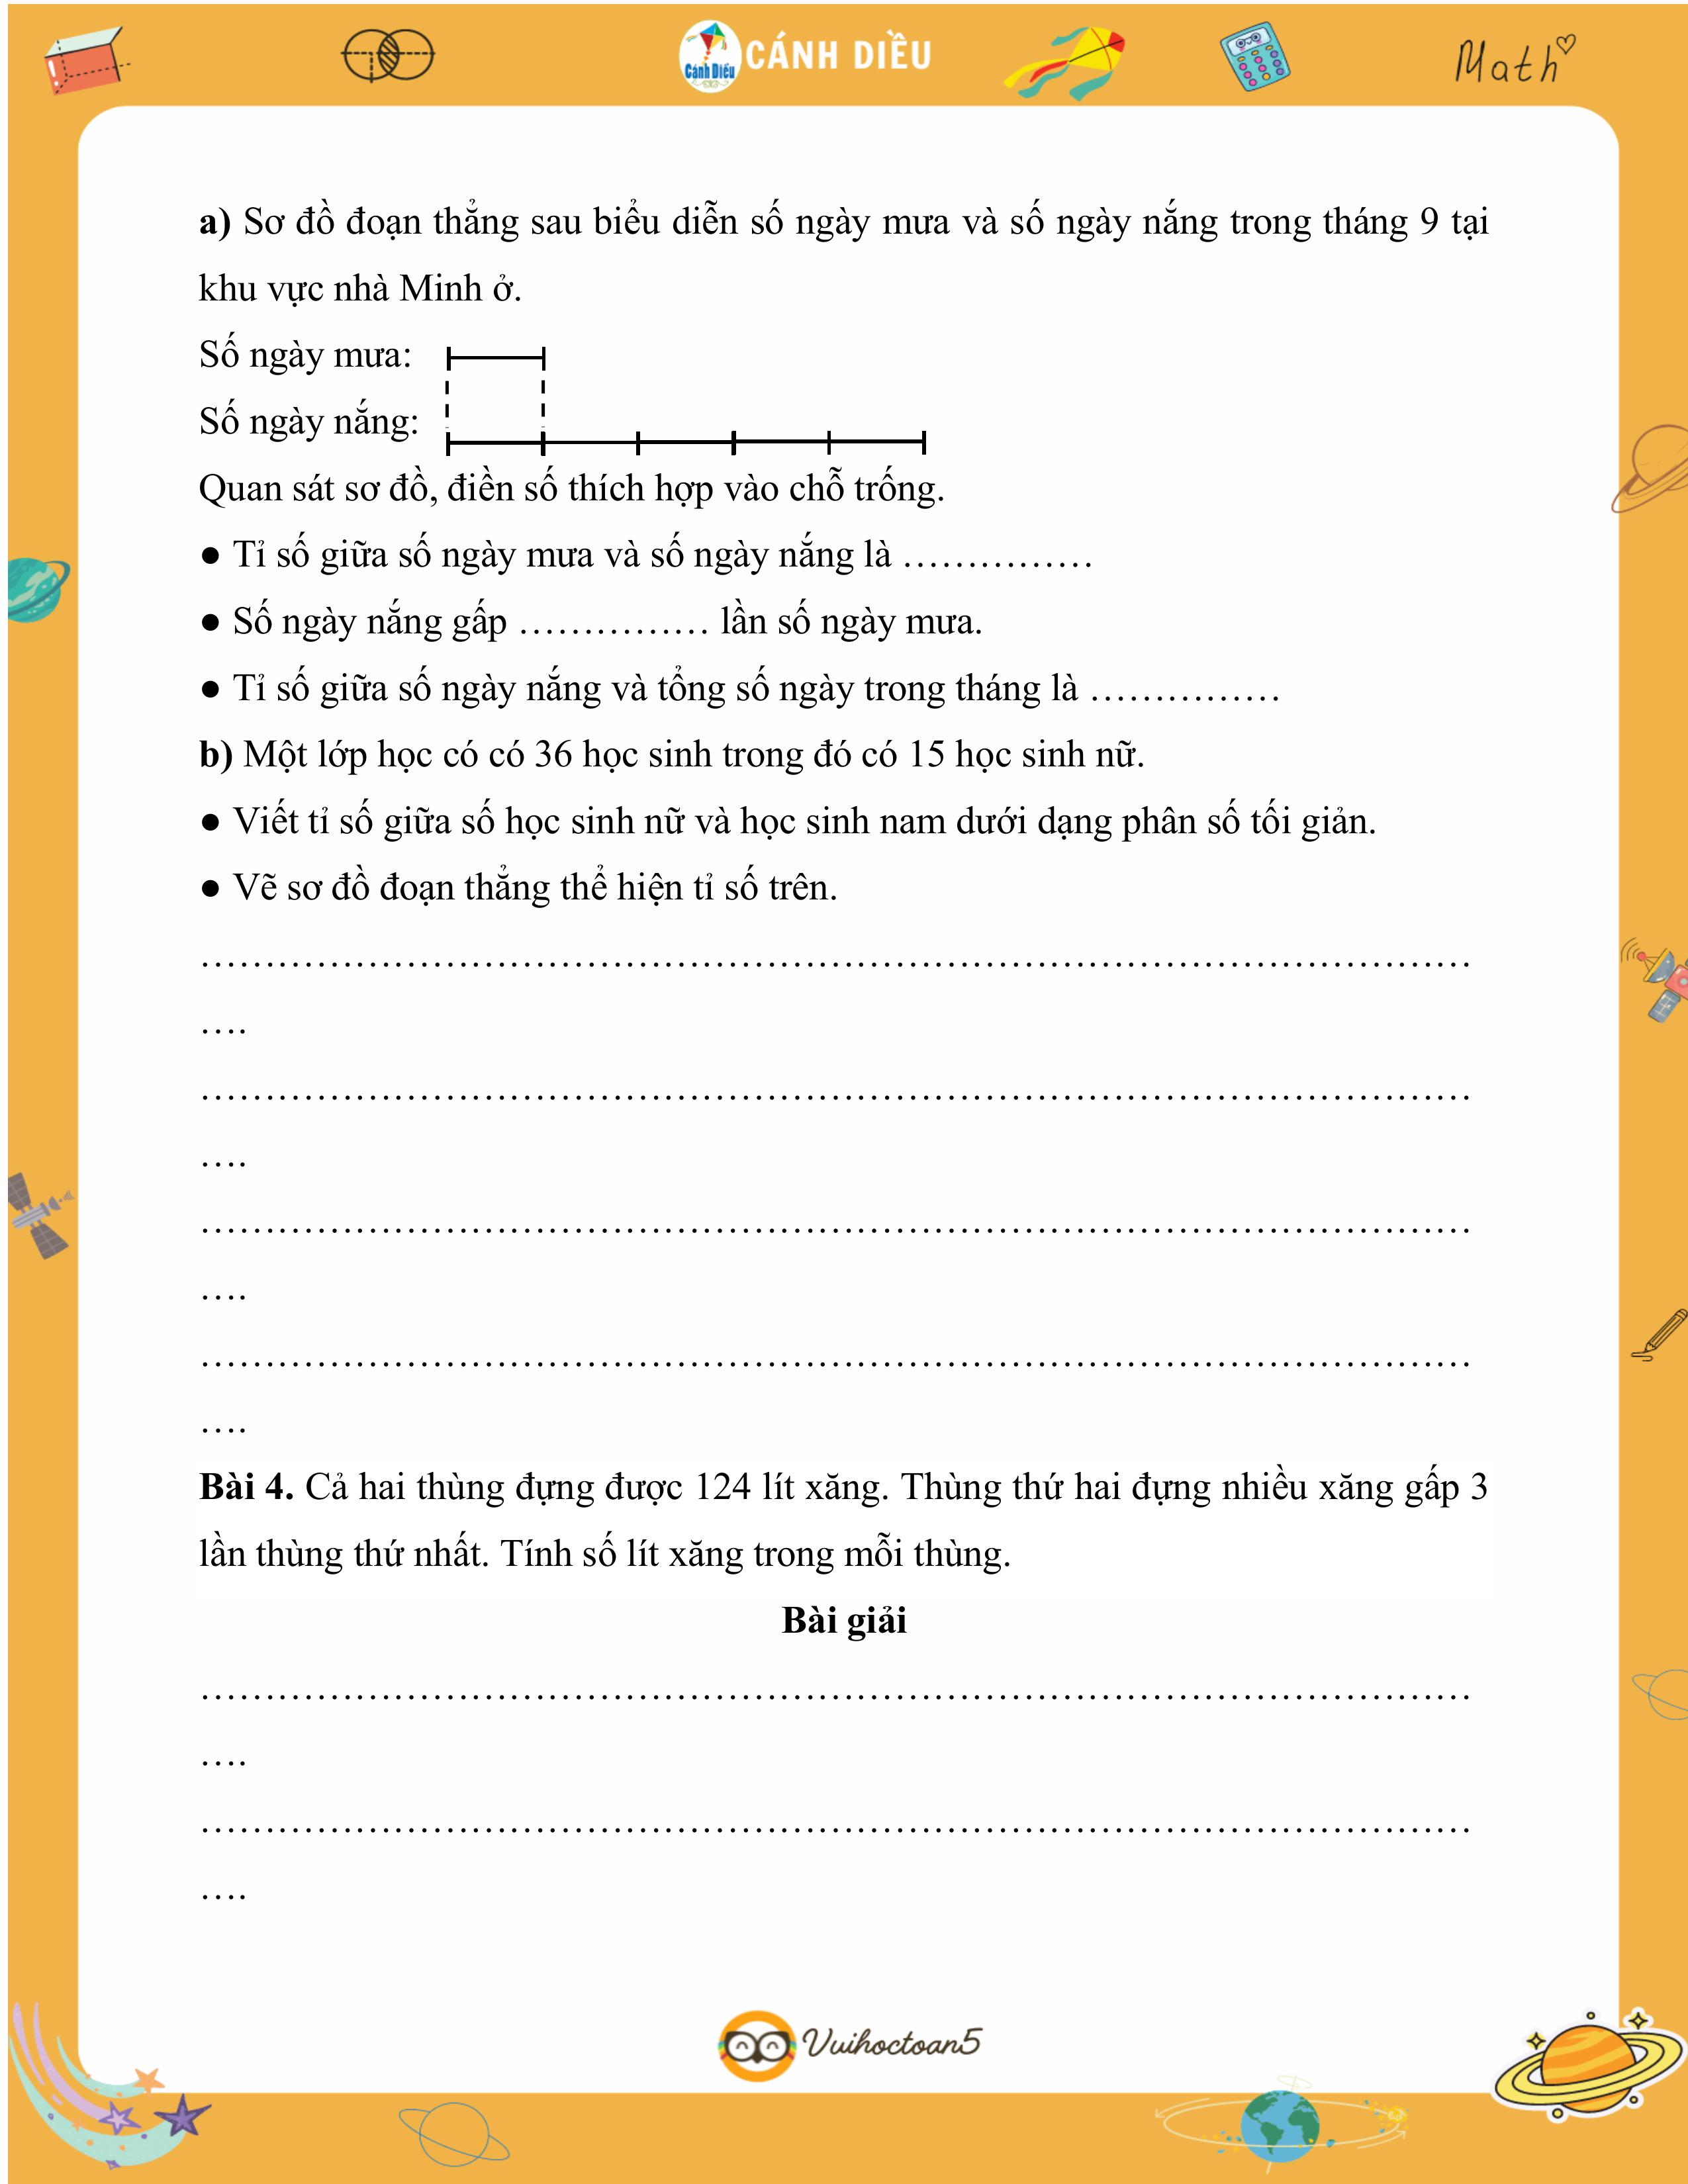 Cánh Diều
CÁNH DIỀU
Math
a) Sơ đồ đoạn thẳng sau biểu diễn số ngày mưa và số ngày nắng trong tháng 9 tại
khu vực nhà Minh ở.
Số ngày mưa:
Số ngày nắng:
Quan sát sơ đồ, điền số thích hợp vào chỗ trống.
● Tỉ số giữa số ngày mưa và số ngày nắng là ……………
● Số ngày nắng gấp …………… lần số ngày mưa.
● Tỉ số giữa số ngày nắng và tổng số ngày trong tháng là ……………
b) Một lớp học có có 36 học sinh trong đó có 15 học sinh nữ.
● Viết tỉ số giữa số học sinh nữ và học sinh nam dưới dạng phân số tối giản.
● Vẽ sơ đồ đoạn thẳng thể hiện tỉ số trên.
…………………………………………………………………………………………
….
…………………………………………………………………………………………
….
…………………………………………………………………………………………
….
…………………………………………………………………………………………
….
Bài 4. Cả hai thùng đựng được 124 lít xăng. Thùng thứ hai đựng nhiều xăng gấp 3
lần thùng thứ nhất. Tính số lít xăng trong mỗi thùng.
Bài giải
…………………………………………………………………………………………
….
…………………………………………………………………………………………
….
Vuihoctoan5